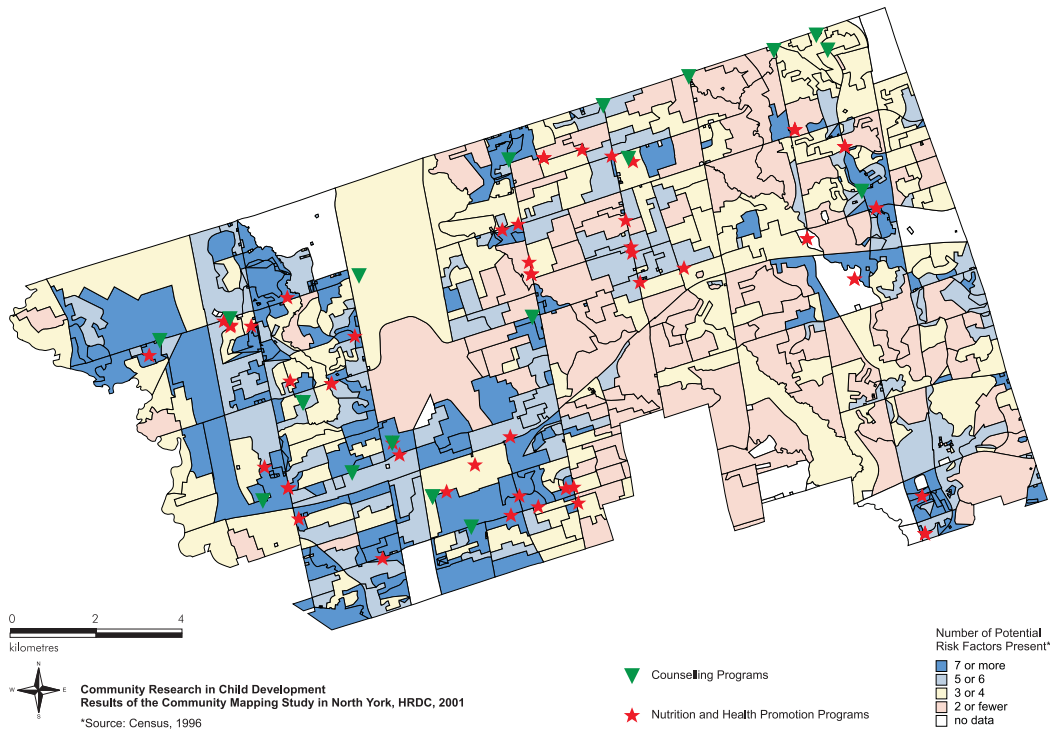 0 2 4
kilometres
N
W E
S
Community Research in Child Development
Results of the Community Mapping Study in North York, HRDC, 2001
*Source: Census, 1996
Counselling Programs
Nutrition and Health Promotion Programs
Number of Potential
Risk Factors Present*
7 or more
5 or 6
3 or 4
2 or fewer
no data